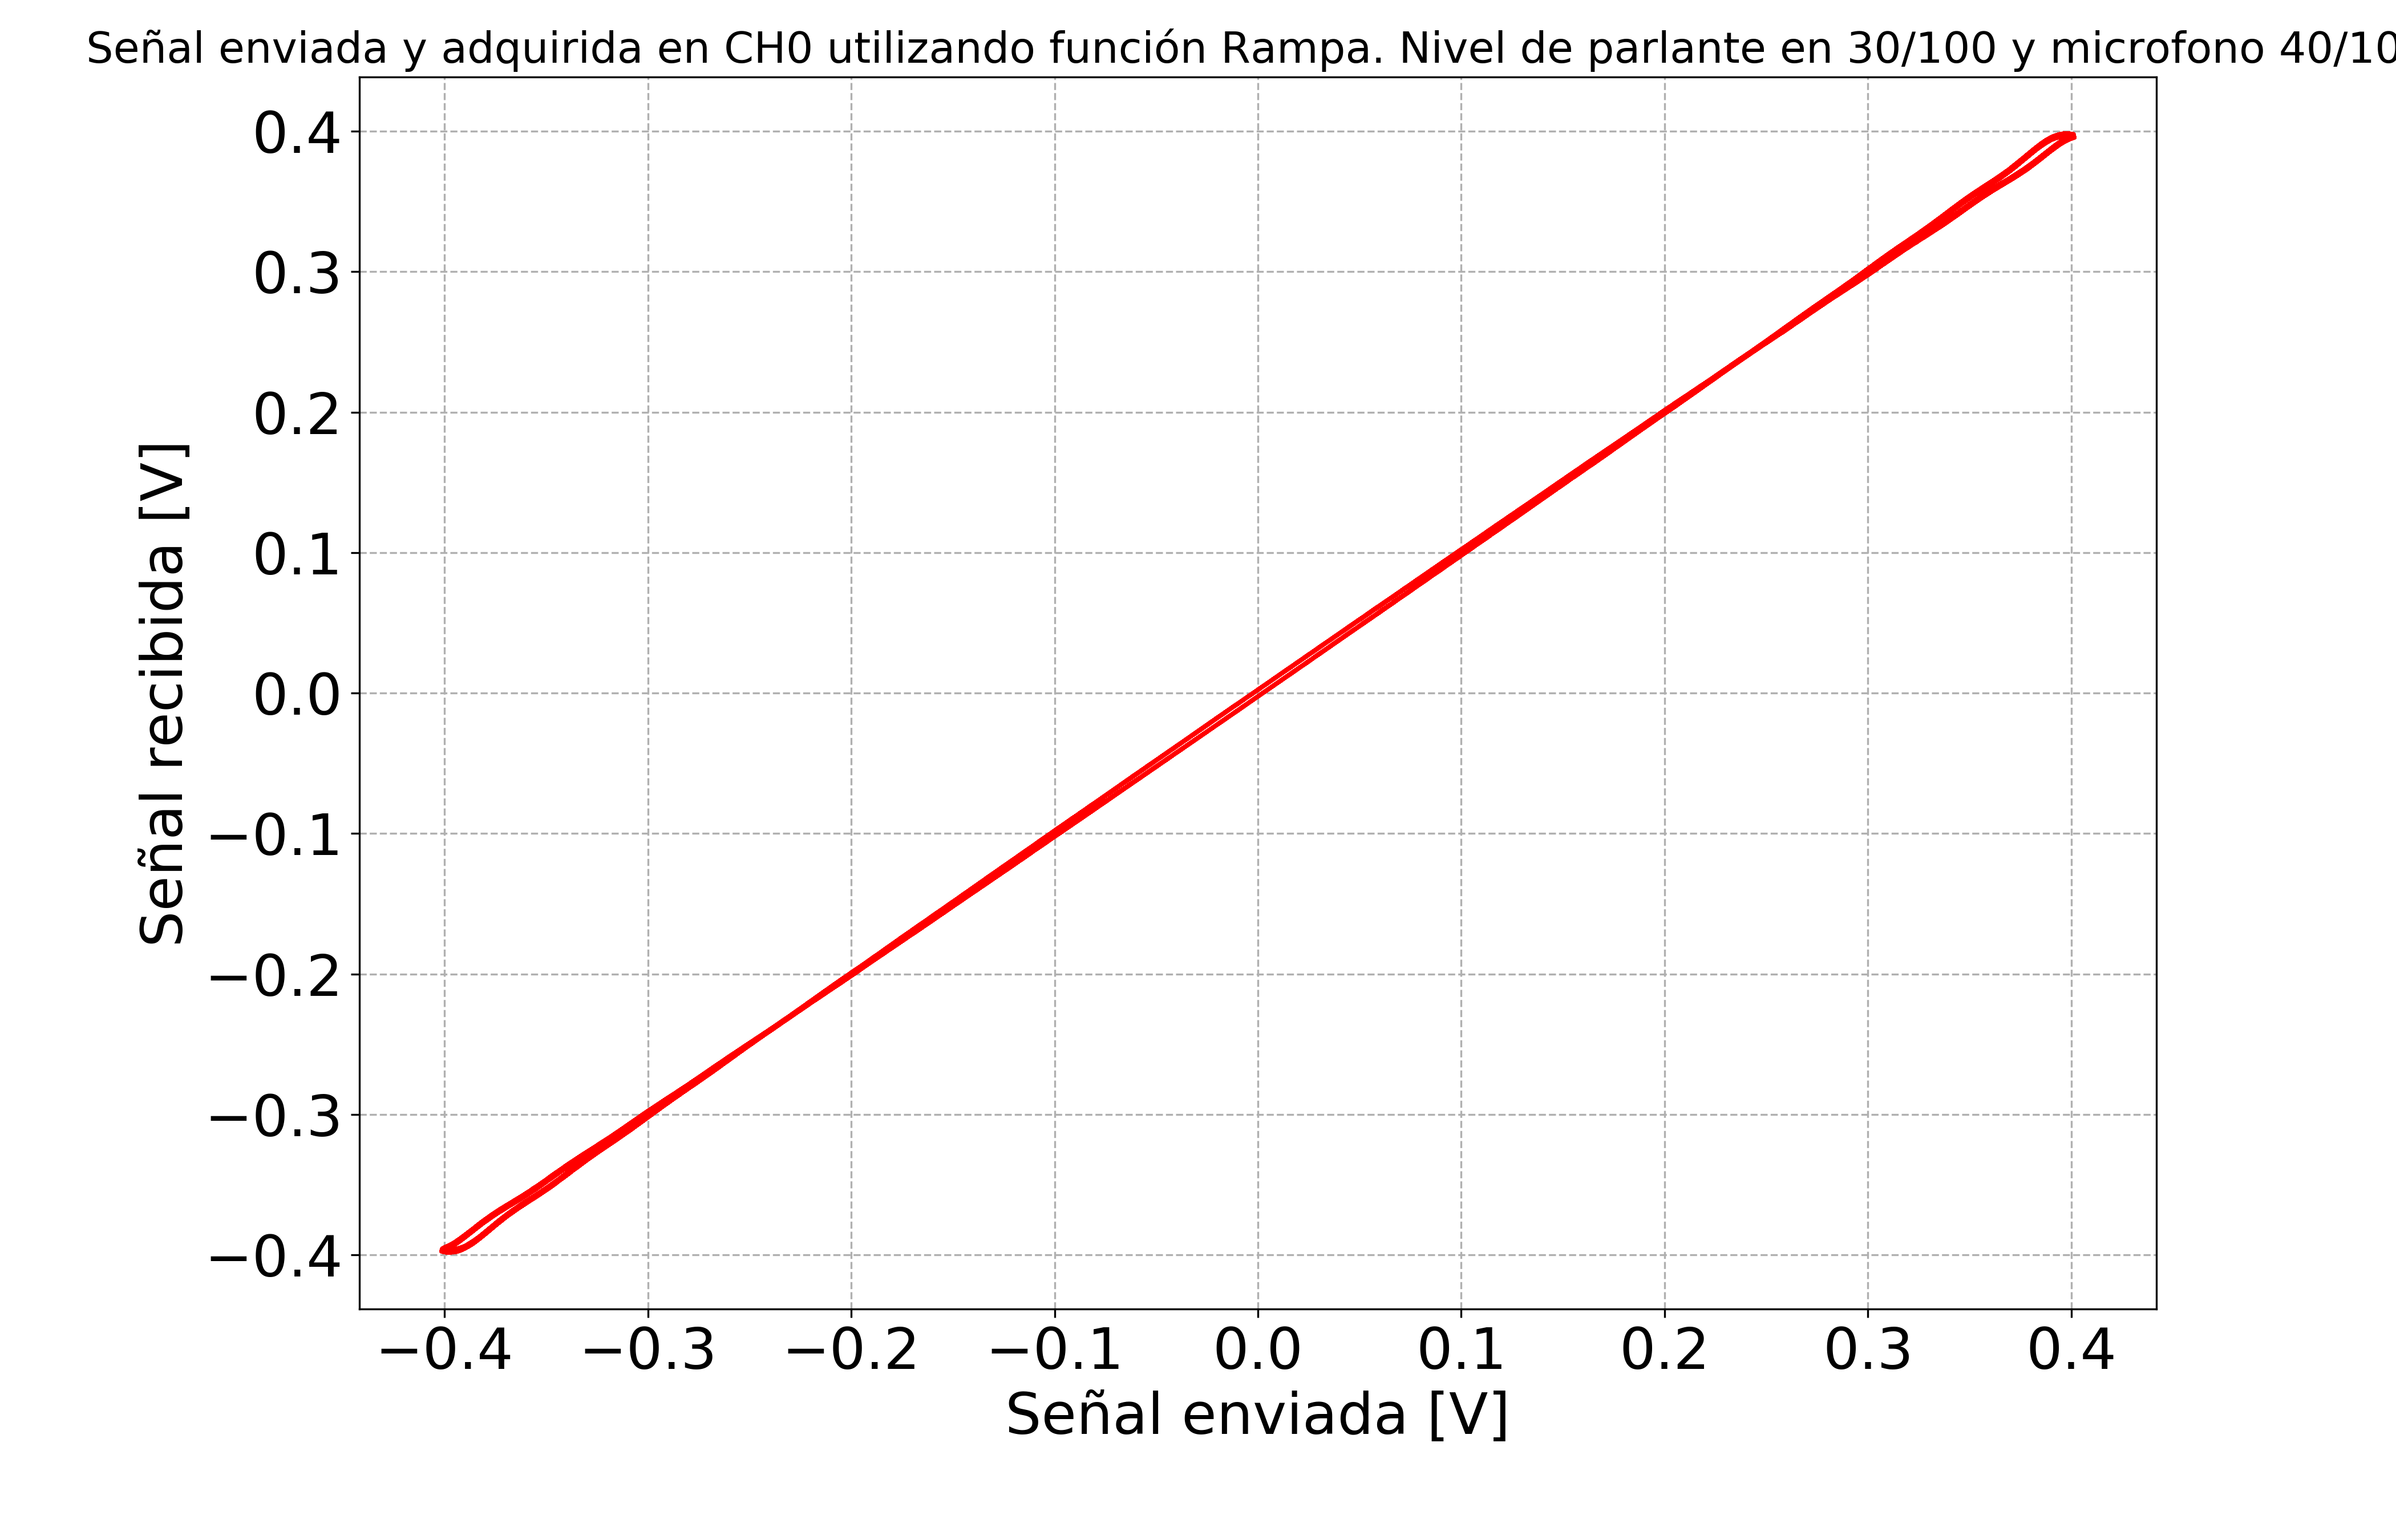 Señal enviada y adquirida en CH0 utilizando función Rampa. Nivel de parlante en 30/100 y microfono 40/10
0.4
0.3
0.2
0.1
0.0
−0.1
−0.2
−0.3
−0.4
Señal recibida [V]
−0.4 −0.3 −0.2 −0.1 0.0 0.1 0.2 0.3 0.4
Señal enviada [V]